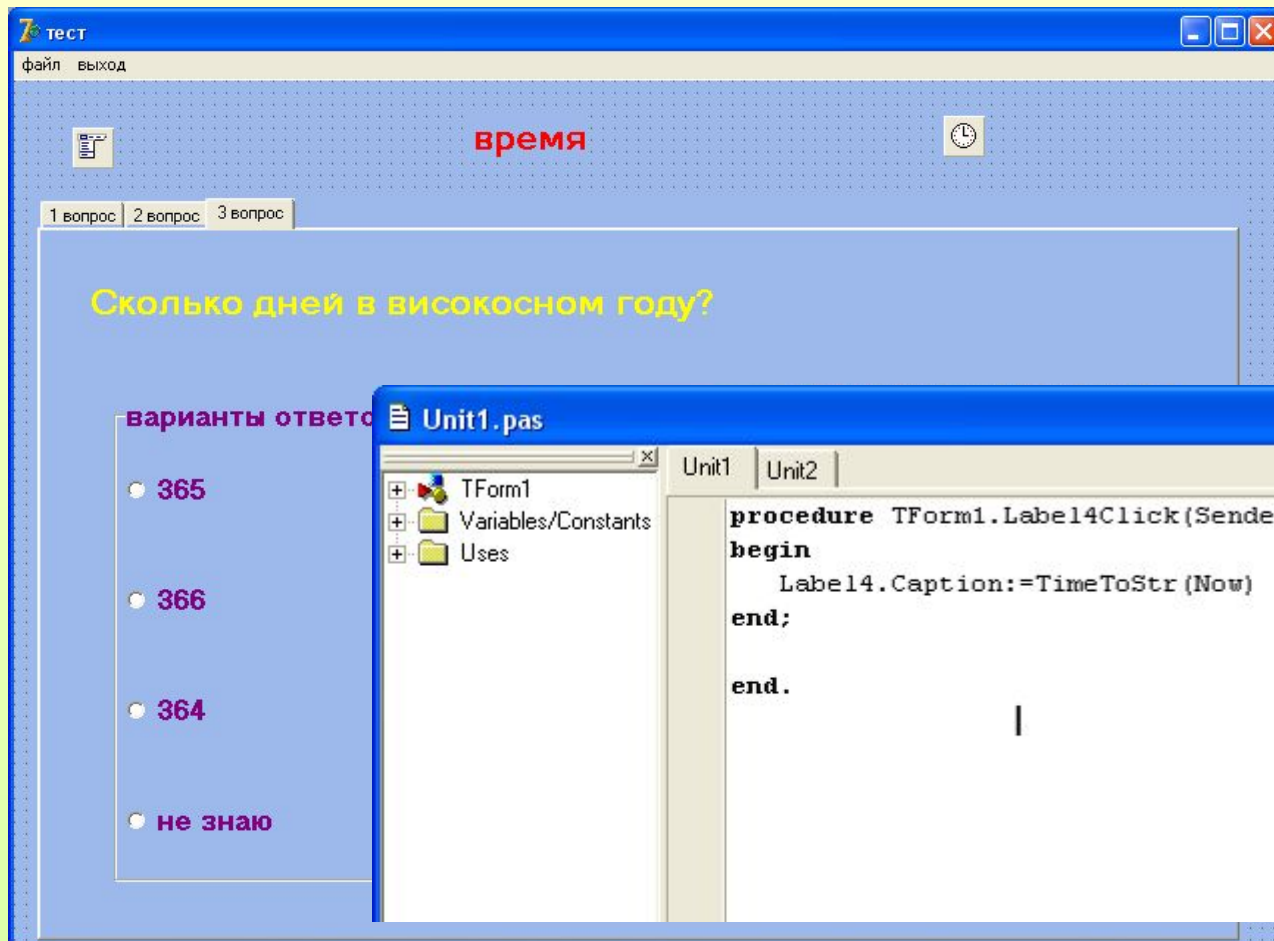 тест
файл выход
время
1 вопрос 2 вопрос 3 вопрос
Сколько дней в високосном году?
варианты ответо
365
366
364
не знаю
Unit1.pas
TForm1
Variables/Constants
Uses
Unit1 Unit2
procedure TForm1.Label4Click(Sende
begin
Label4.Caption:=TimeToStr(Now)
end;
end.